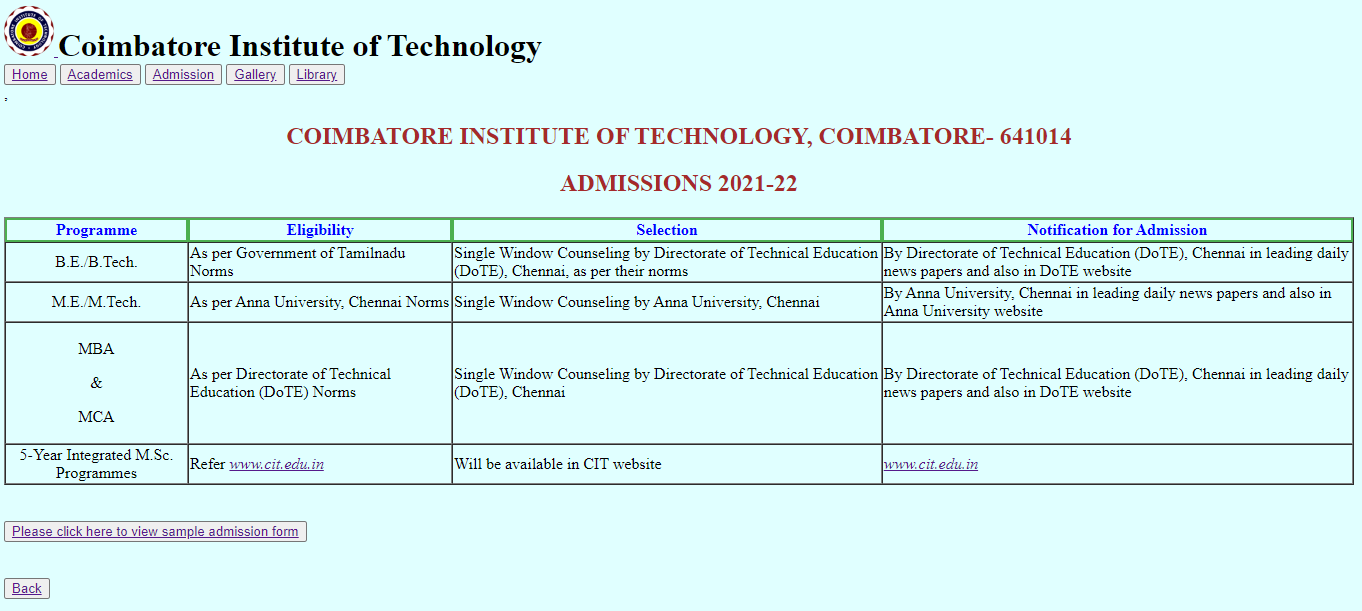 Coimbatore Institute of Technology
Home Academics Admission Gallery Library
,
COIMBATORE INSTITUTE OF TECHNOLOGY, COIMBATORE- 641014
ADMISSIONS 2021-22
Programme Eligibility Selection Notification for Admission
B.E./B.Tech.
As per Government of Tamilnadu
Norms
Single Window Counseling by Directorate of Technical Education
(DoTE), Chennai, as per their norms
By Directorate of Technical Education (DoTE), Chennai in leading daily
news papers and also in DoTE website
M.E./M.Tech.
As per Anna University, Chennai Norms
Single Window Counseling by Anna University, Chennai
By Anna University, Chennai in leading daily news papers and also in
Anna University website
MBA
&
MCA
As per Directorate of Technical
Education (DoTE) Norms
Single Window Counseling by Directorate of Technical Education
(DoTE), Chennai
By Directorate of Technical Education (DoTE), Chennai in leading daily
news papers and also in DoTE website
5-Year Integrated M.Sc.
Programmes
Refer www.cit.edu.in
Will be available in CIT website
www.cit.edu.in
Please click here to view sample admission form
Back